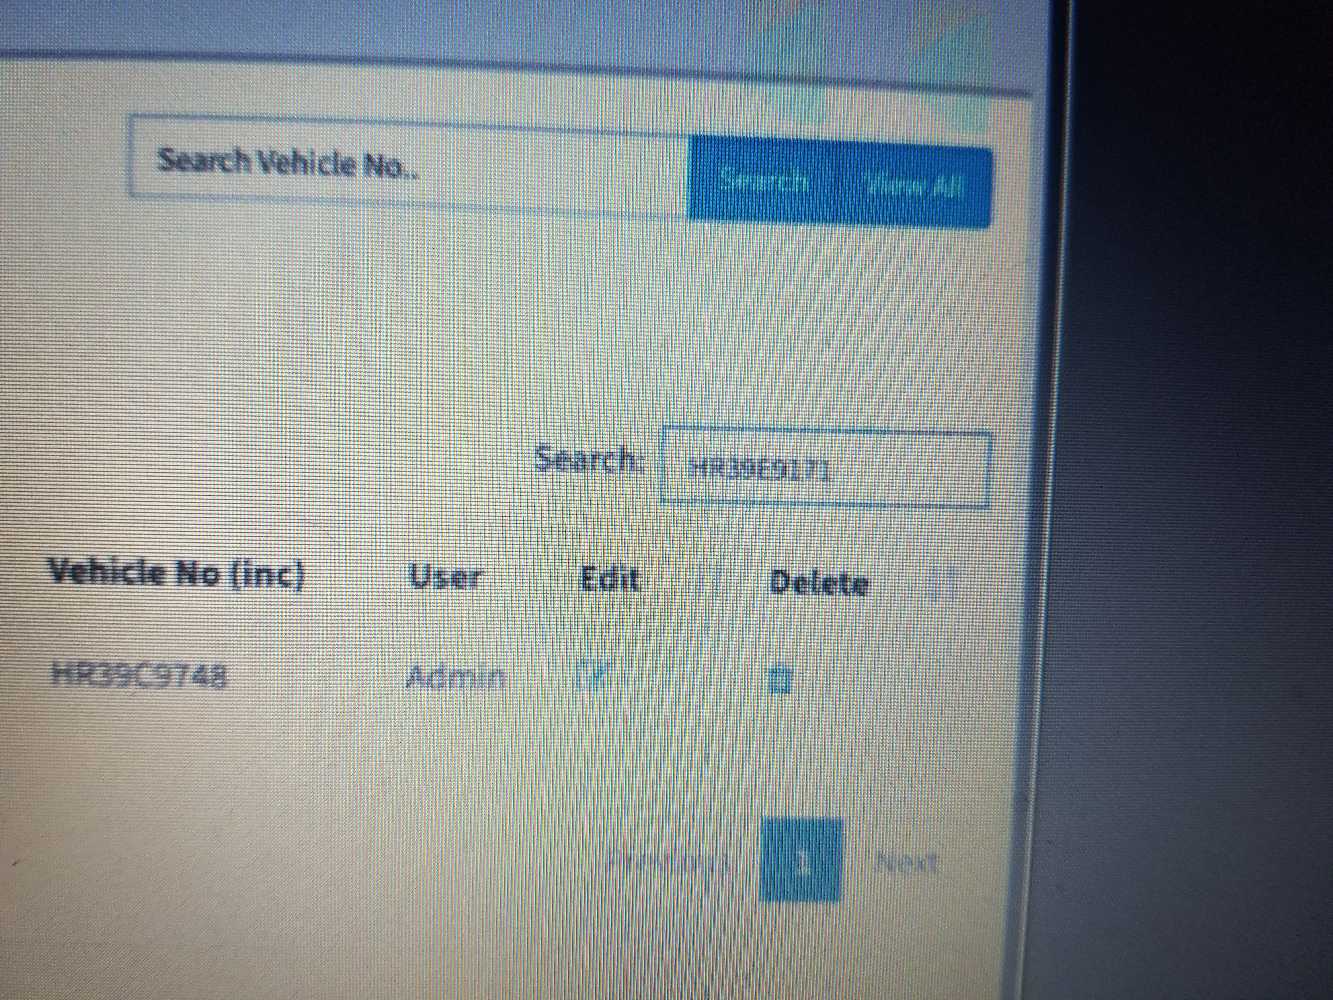 Search Vehicle No..
Search View All
Search: HR39E9171
Vehicle No (inc) User Edit Delete
HR39C9748 Admin
Previous 1 Next